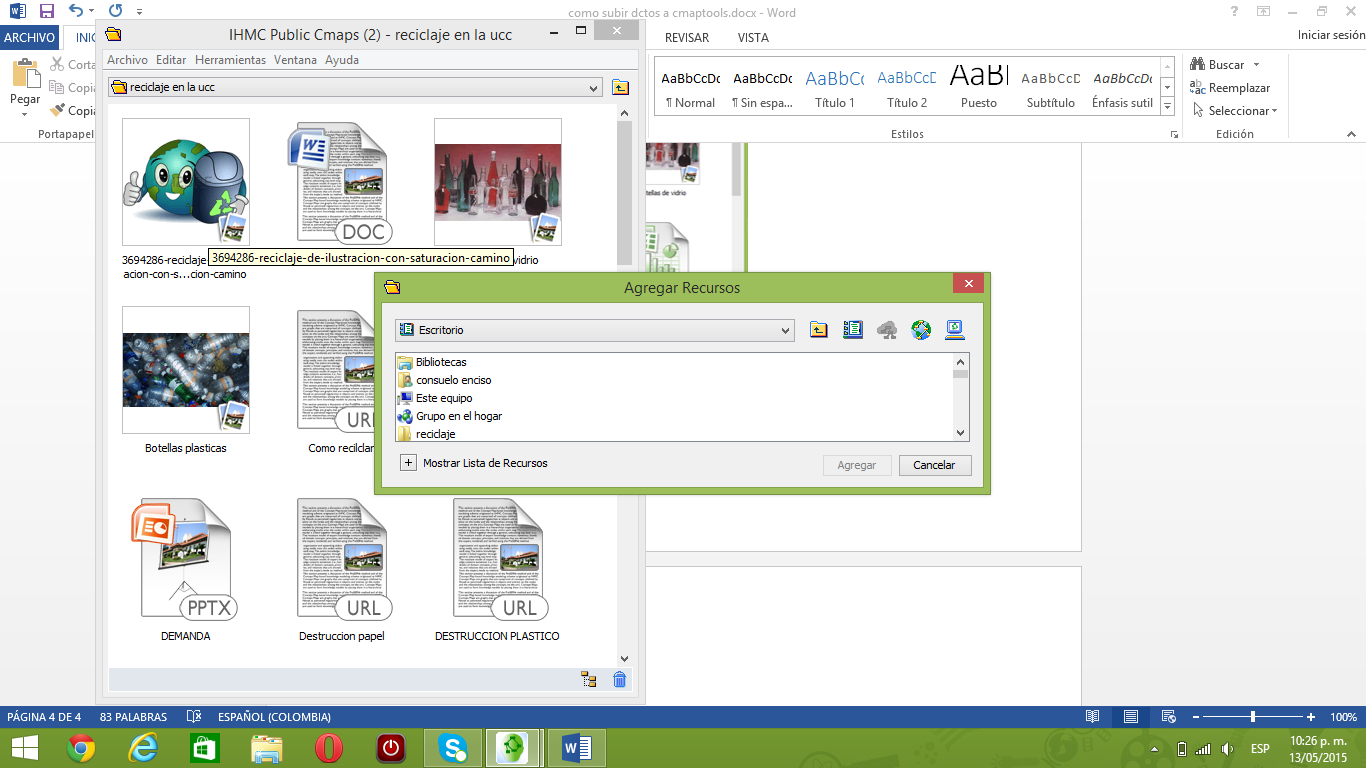 como subir dctos a cmaptools.docx - Word
ARCHIVO
REVISAR
VISTA
Iniciar sesión
Pegar
Portapapel
IHMC Public Cmaps (2) - reciclaje en la ucc
Archivo Editar Herramientas Ventana Ayuda
reciclaje en la ucc
AaBbCcDc AaBbCcDc AaBbCc AaBbCcD AaBb AaBbCcD AaBbCcDc
¶ Normal ¶ Sin espa... Título 1 Título 2 Puesto Subtítulo Énfasis sutil
Estilos
Buscar
Reemplazar
Seleccionar
Edición
DOC
3694286-reciclaje
acion-con-s...cion-camino
3694286-reciclaje-de-ilustracion-con-saturacion-camino
vidrio
tellas de vidrio
Botellas plasticas
Agregar Recursos
Escritorio
Bibliotecas
consuelo enciso
Este equipo
Grupo en el hogar
reciclaje
Mostrar Lista de Recursos
Agregar
Cancelar
PPTX
URL
URL
DEMANDA
Destruccion papel
DESTRUCCION PLASTICO
PÁGINA 4 DE 4 83 PALABRAS ESPAÑOL (COLOMBIA)
100%
ESP
10:26 p. m.
13/05/2015